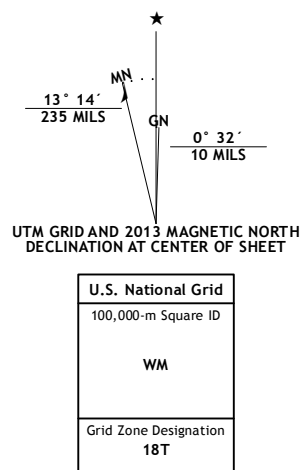 ★
MN
GN
13° 14´
235 MILS
0° 32´
10 MILS
UTM GRID AND 2013 MAGNETIC NORTH
DECLINATION AT CENTER OF SHEET
U.S. National Grid
100,000-m Square ID
WM
Grid Zone Designation
18T